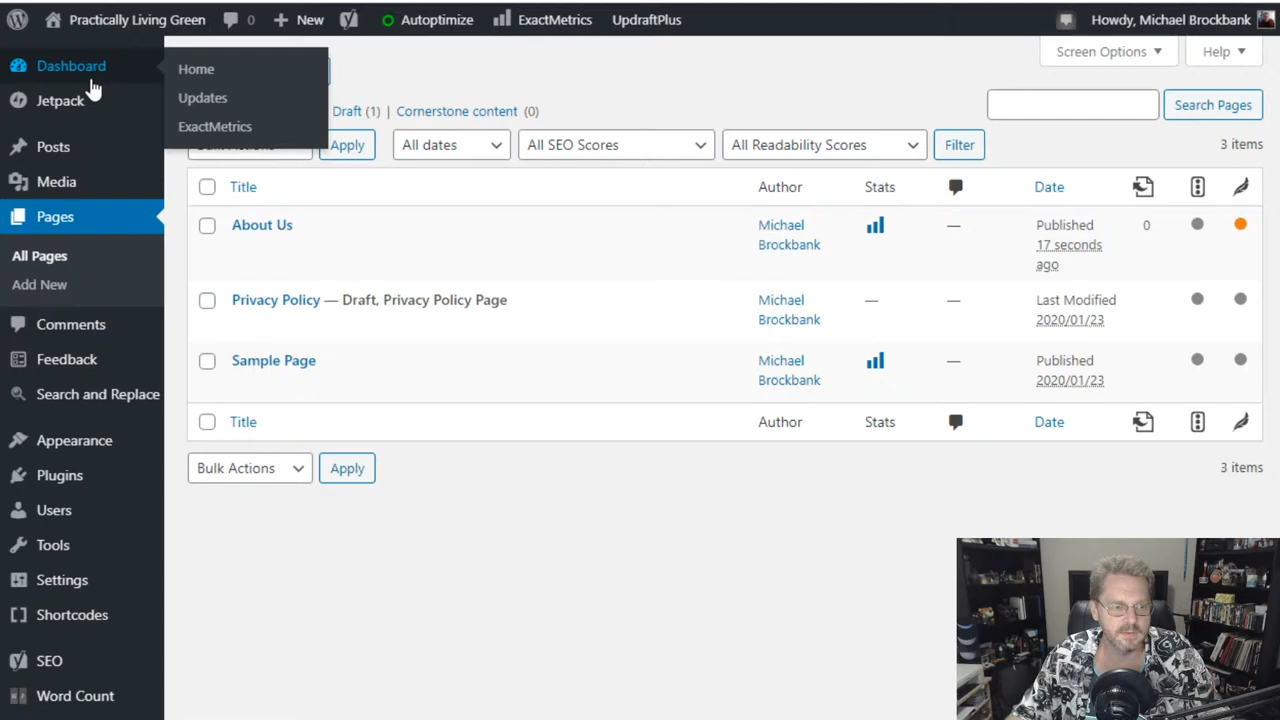 Practically Living Green 0 New Autoptimize ExactMetrics UpdraftPlus Howdy, Michael Brockbank
Dashboard
Jetpack
Posts
Media
Pages
All Pages
Add New
Comments
Feedback
Search and Replace
Appearance
Plugins
Users
Tools
Settings
Shortcodes
SEO
Word Count
Home
Updates
ExactMetrics
Screen Options Help
Draft (1) | Cornerstone content (0)
Search Pages
Bulk Actions Apply All dates All SEO Scores All Readability Scores Filter 3 items
Title Author Stats Date
About Us Michael Brockbank — Published 17 seconds ago 0
Privacy Policy — Draft, Privacy Policy Page Michael Brockbank — — Last Modified 2020/01/23
Sample Page Michael Brockbank — Published 2020/01/23
Title Author Stats Date
Bulk Actions Apply 3 items